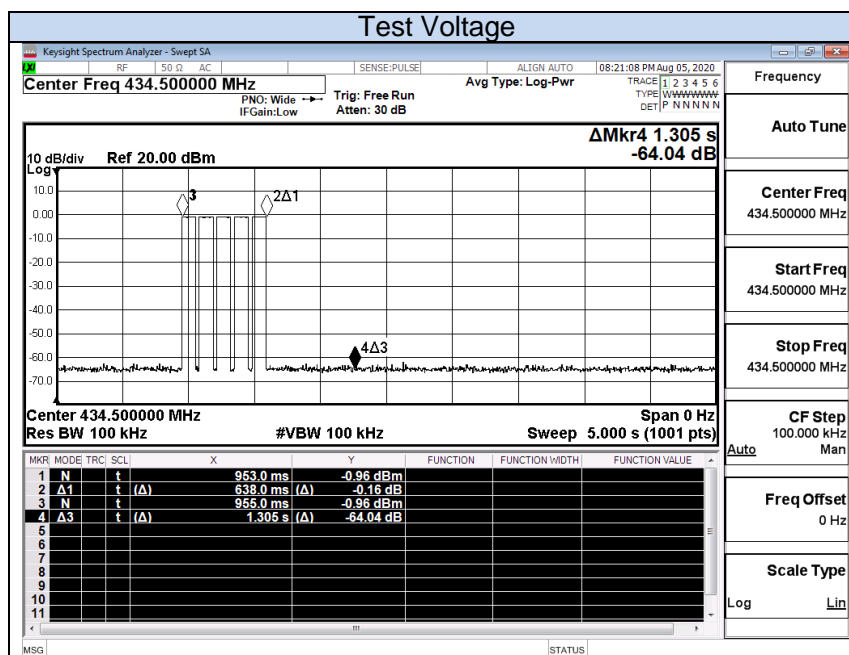 Test Voltage
Keysight Spectrum Analyzer - Swept SA
LXI RF 50 Ω AC SENSE:PULSE ALIGN AUTO 08:21:08 PM Aug 05, 2020
Center Freq 434.500000 MHz
PNO: Wide
IFGain:Low
Trig: Free Run
Atten: 30 dB
Avg Type: Log-Pwr
TRACE 1 2 3 4 5 6
TYPE WWWWWW
DET P N N N N N
Frequency
ΔMkr4 1.305 s
-64.04 dB
10 dB/div Ref 20.00 dBm
Log
10.0
0.00
-10.0
-20.0
-30.0
-40.0
-50.0
-60.0
-70.0
3
2Δ1
4Δ3
Center 434.500000 MHz Span 0 Hz
Res BW 100 kHz #VBW 100 kHz Sweep 5.000 s (1001 pts)
MKR MODE TRC SCL X Y FUNCTION FUNCTION WIDTH FUNCTION VALUE
1 N t 953.0 ms -0.96 dBm
2 Δ1 t (Δ) 638.0 ms (Δ) -0.16 dB
3 N t 955.0 ms -0.96 dBm
4 Δ3 t (Δ) 1.305 s (Δ) -64.04 dB
5
6
7
8
9
10
11
MSG STATUS
Auto Tune
Center Freq
434.500000 MHz
Start Freq
434.500000 MHz
Stop Freq
434.500000 MHz
CF Step
100.000 kHz
Auto Man
Freq Offset
0 Hz
Scale Type
Log Lin